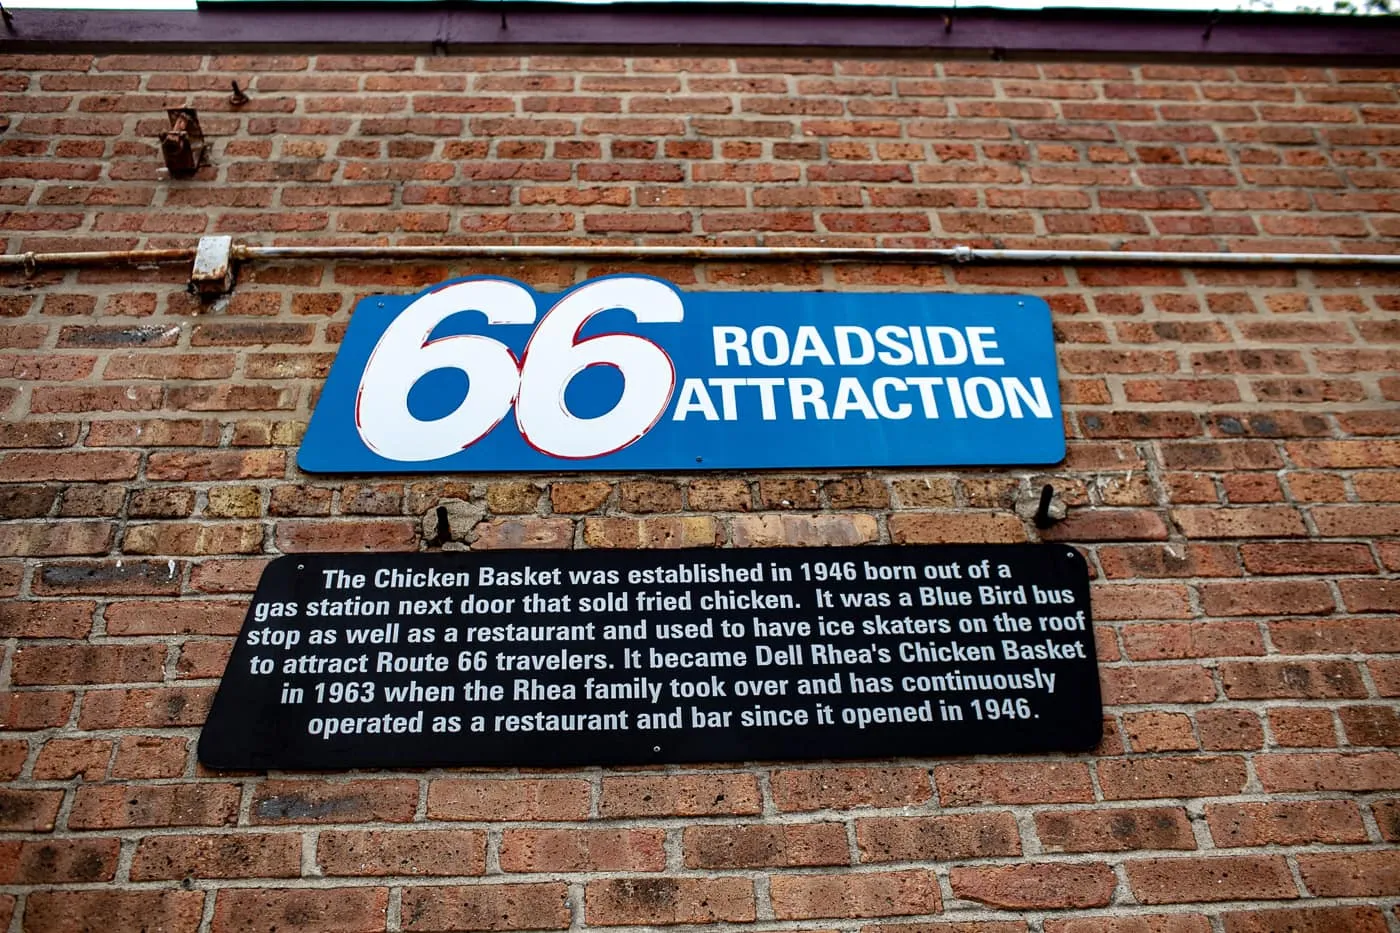 66 ROADSIDE
ATTRACTION
The Chicken Basket was established in 1946 born out of a
gas station next door that sold fried chicken.  It was a Blue Bird bus
stop as well as a restaurant and used to have ice skaters on the roof
to attract Route 66 travelers. It became Dell Rhea's Chicken Basket
in 1963 when the Rhea family took over and has continuously
operated as a restaurant and bar since it opened in 1946.